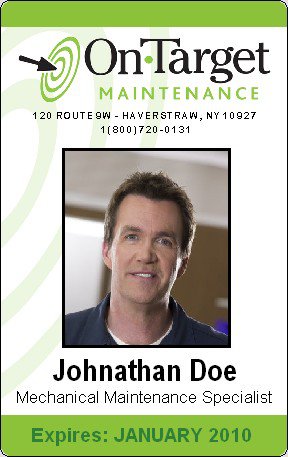 On·Target
MAINTENANCE
120 ROUTE 9W - HAVERSTRAW, NY 10927
1(800)720-0131
Johnathan Doe
Mechanical Maintenance Specialist
Expires: JANUARY 2010